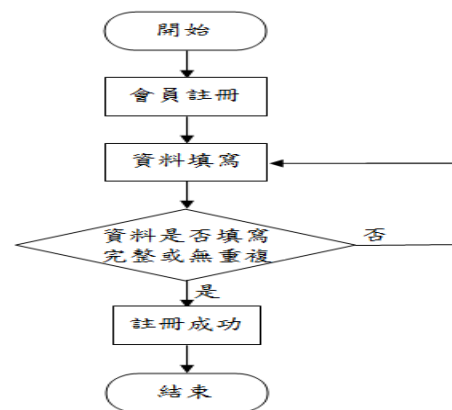 開始
會員註冊
資料填寫
資料是否填寫
完整或無重複
否
是
註冊成功
結束